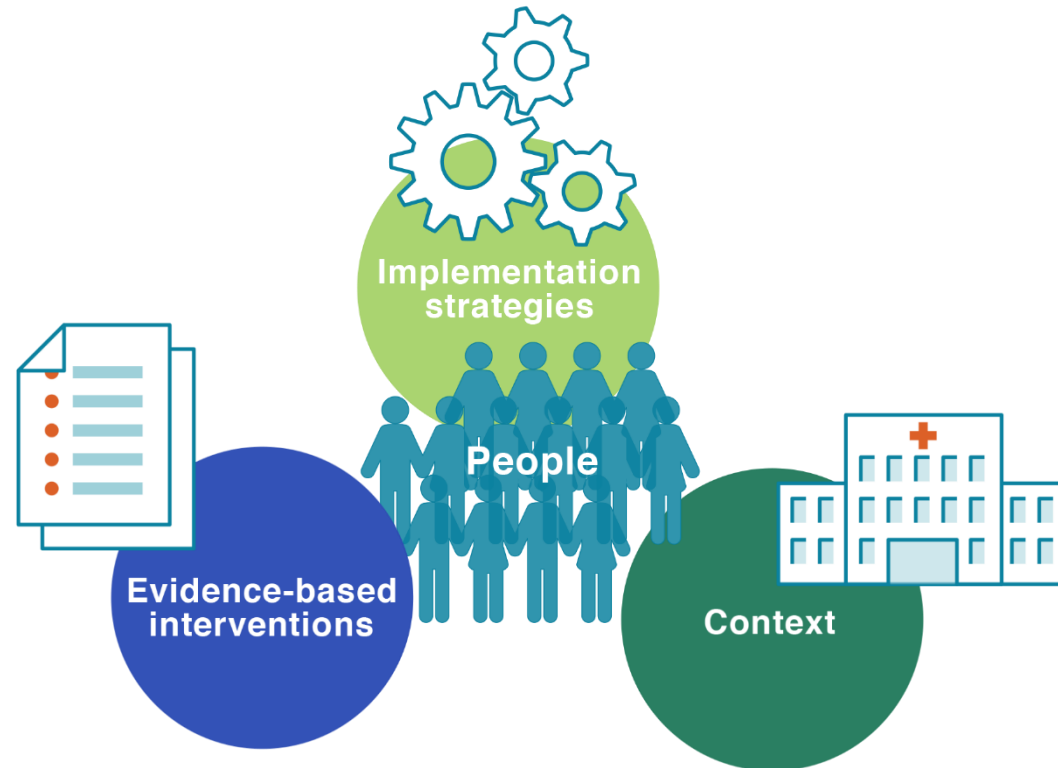 Implementation
strategies
People
Evidence-based
interventions
Context